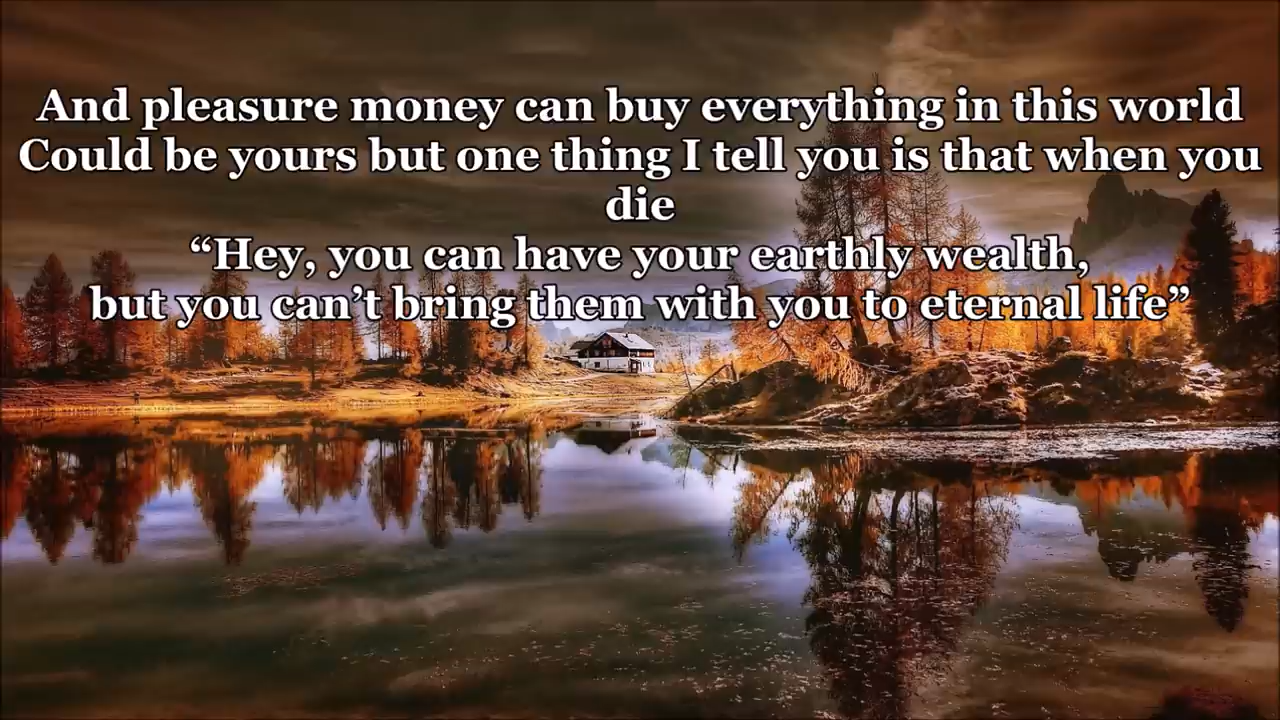 And pleasure money can buy everything in this world
Could be yours but one thing I tell you is that when you
die
“Hey, you can have your earthly wealth,
but you can’t bring them with you to eternal life”